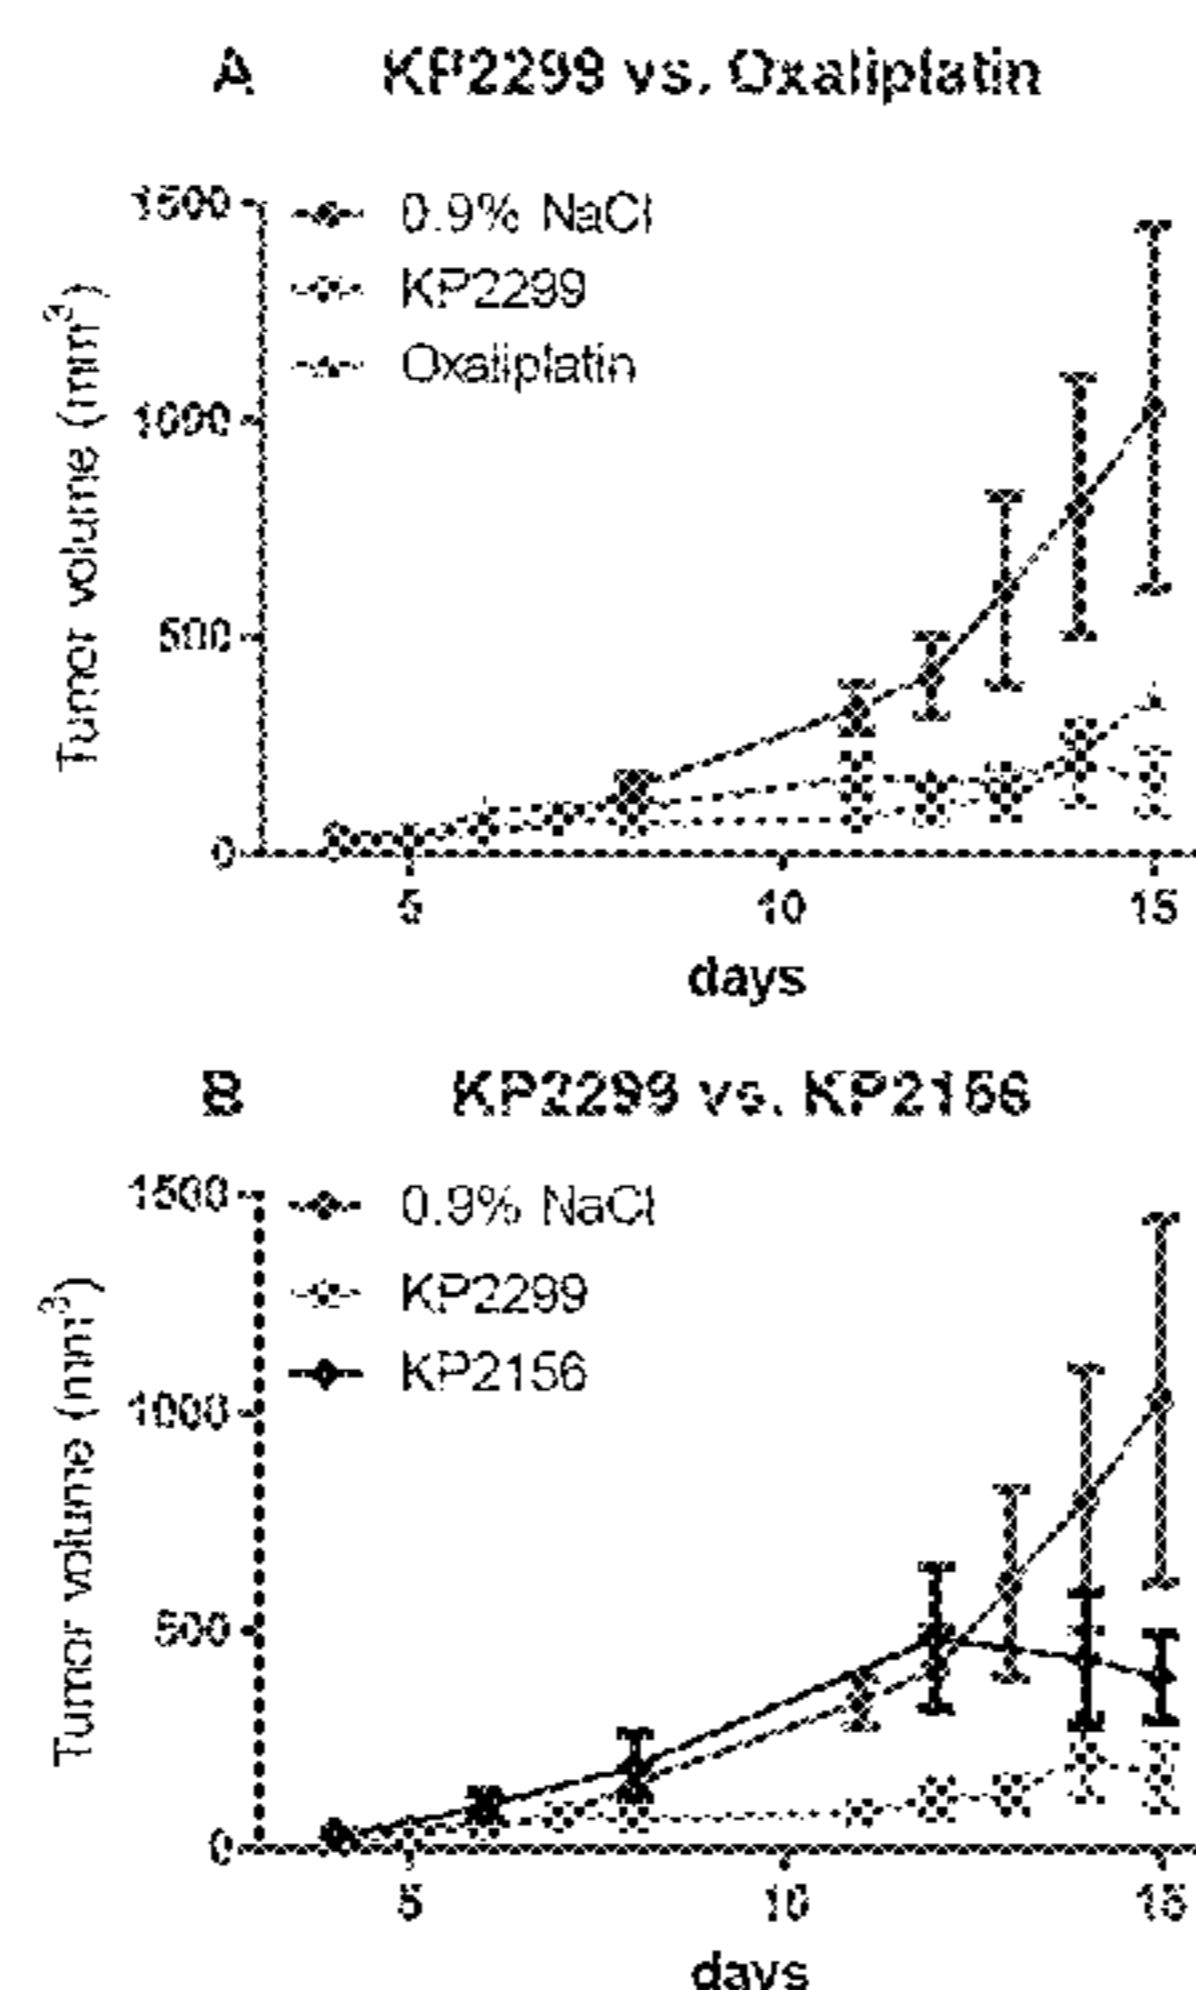 A KP2299 vs. Oxaliplatin
1500
0.9% NaCl
KP2299
Oxaliplatin
1000
500
0
Tumor volume (mm³)
5 10 15
days
B KP2299 vs. KP2156
1500
0.9% NaCl
KP2299
KP2156
1000
500
0
Tumor volume (mm³)
5 10 15
days